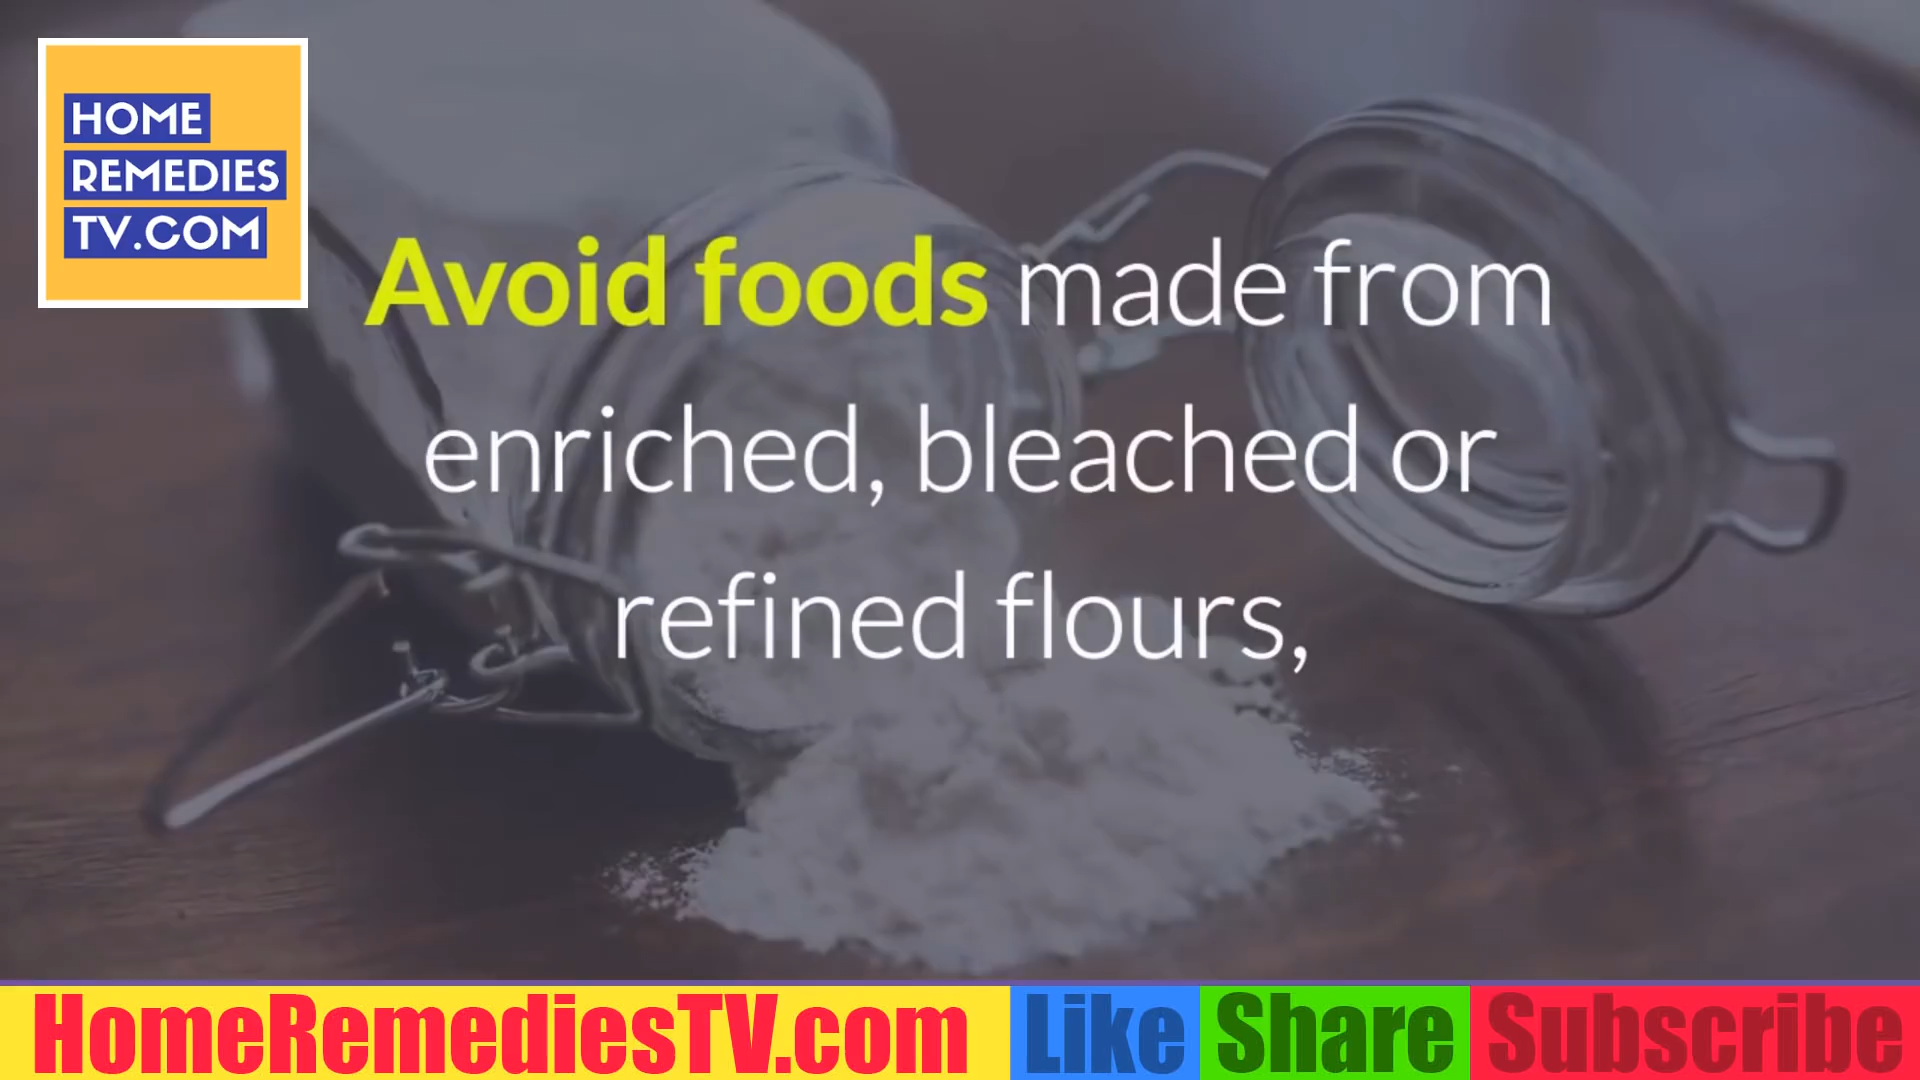 HOME
REMEDIES
TV.COM
Avoid foods made from
enriched, bleached or
refined flours,
HomeRemediesTV.com Like Share Subscribe